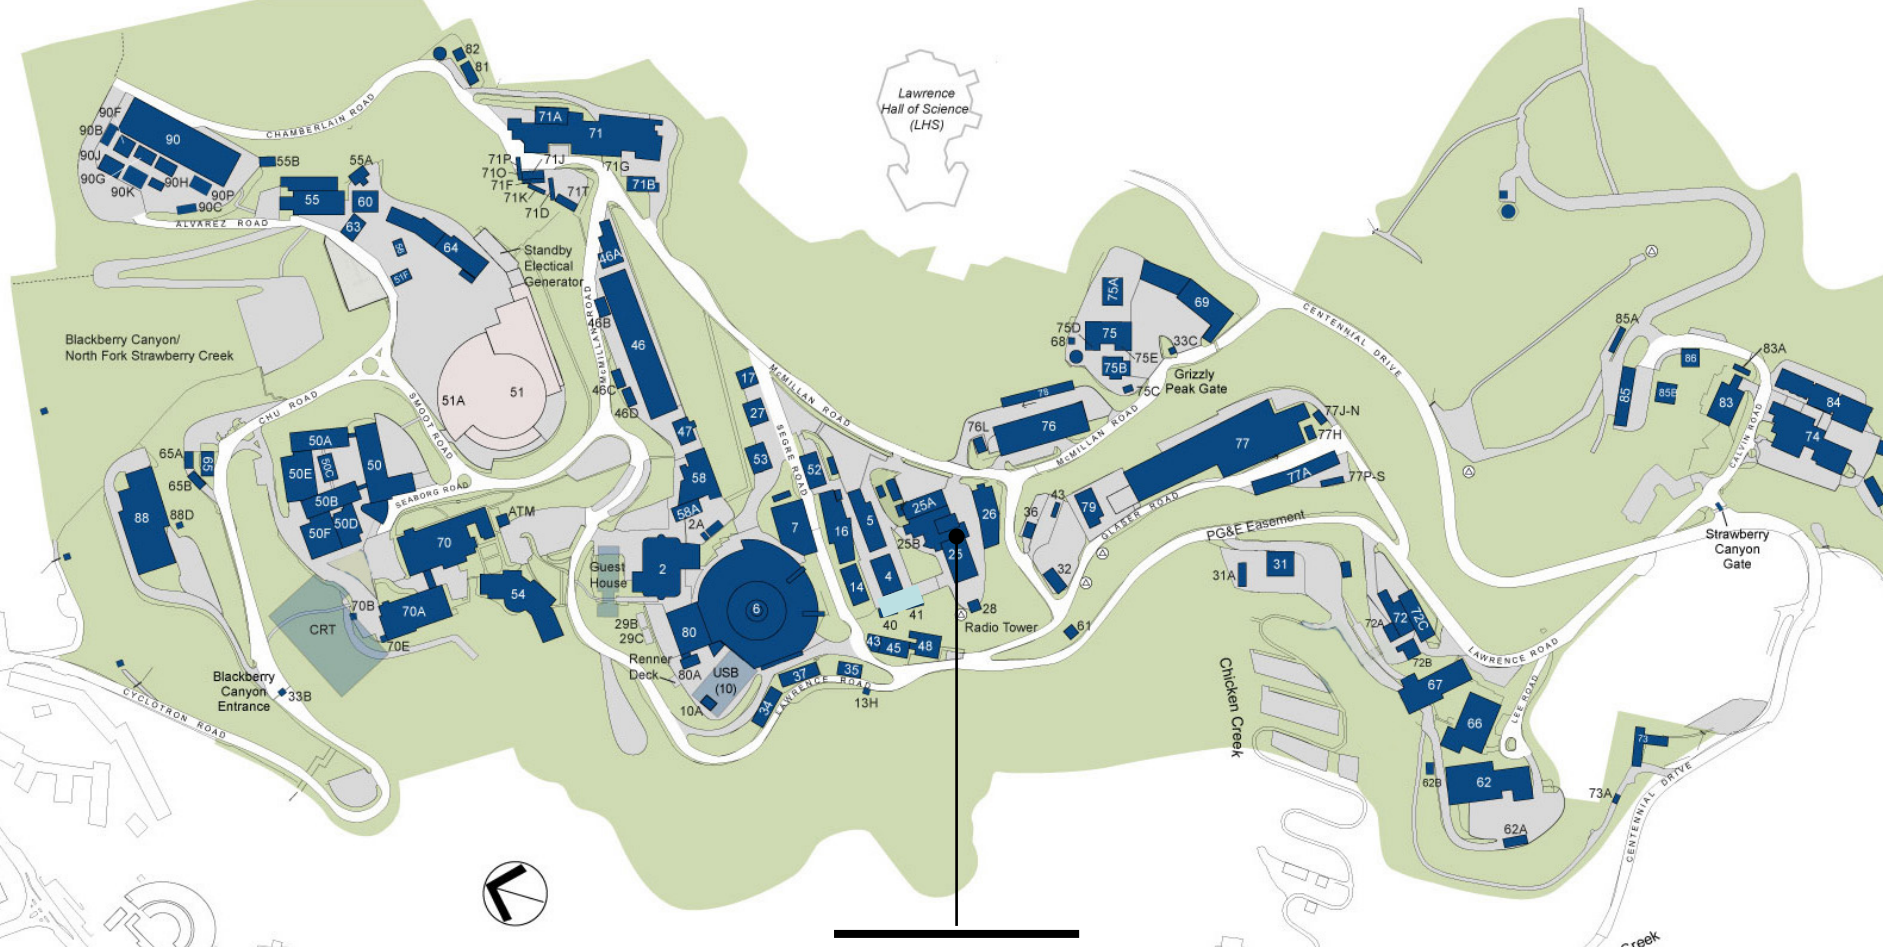 82
81
90F
90B
90
CHAMBERLAIN ROAD
71A
71
Lawrence
Hall of Science
(LHS)
90J
90G
90K
90H
90P
90C
55B
55A
55
60
63
ALVAREZ ROAD
71P
71J
71O
71F
71K
71D
71T
71G
71B
64
56
51F
Standby
Electical
Generator
46A
46B
McMILLAN ROAD
46
46C
46D
Blackberry Canyon/
North Fork Strawberry Creek
51A
51
CHU ROAD
SMOOT ROAD
SEABORG ROAD
65A
65
65B
88
88D
50A
50E
50C
50
50B
50F
50D
ATM
70
70A
70B
70E
54
CRT
Blackberry
Canyon
Entrance
33B
CYCLOTRON ROAD
47
58
58A
2A
2
Guest
House
29B
29C
Renner
Deck
80
80A
6
USB
(10)
10A
34
37
35
LAWRENCE ROAD
13H
17
27
53
McMILLAN ROAD
SEGRE ROAD
52
7
16
5
14
4
25A
25B
25
26
40
41
43
45
48
28
Radio Tower
61
75A
69
75D
68
75
75E
75B
75C
33C
Grizzly
Peak Gate
78
76L
76
McMILLAN ROAD
77
77J-N
77H
77A
77P-S
43
36
79
GLASER ROAD
32
PG&E Easement
31A
31
CENTENNIAL DRIVE
85A
85
85B
86
83A
83
84
74
CALVIN ROAD
Strawberry
Canyon
Gate
72A
72
72C
72B
LAWRENCE ROAD
67
66
LEE ROAD
62B
62
62A
73
73A
CENTENNIAL DRIVE
Chicken Creek
Creek